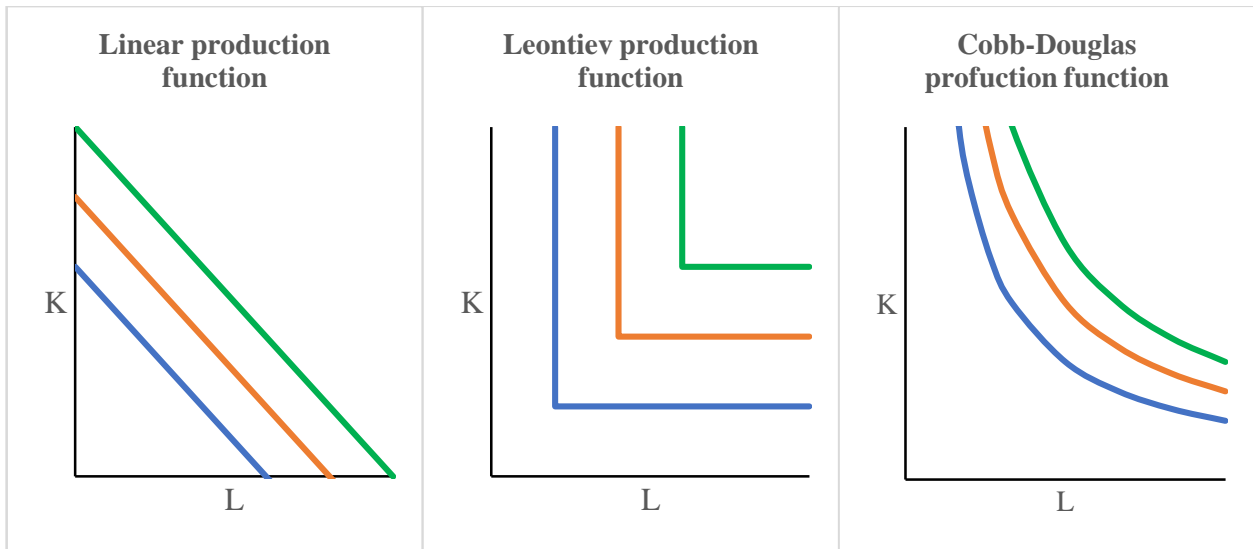 Linear production
function
K
L
Leontiev production
function
K
L
Cobb-Douglas
profuction function
K
L